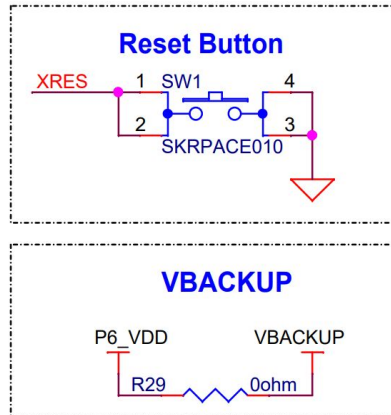 Reset Button
XRES
1 SW1 4
2 3
SKRPACE010
VBACKUP
P6_VDD VBACKUP
R29 0ohm